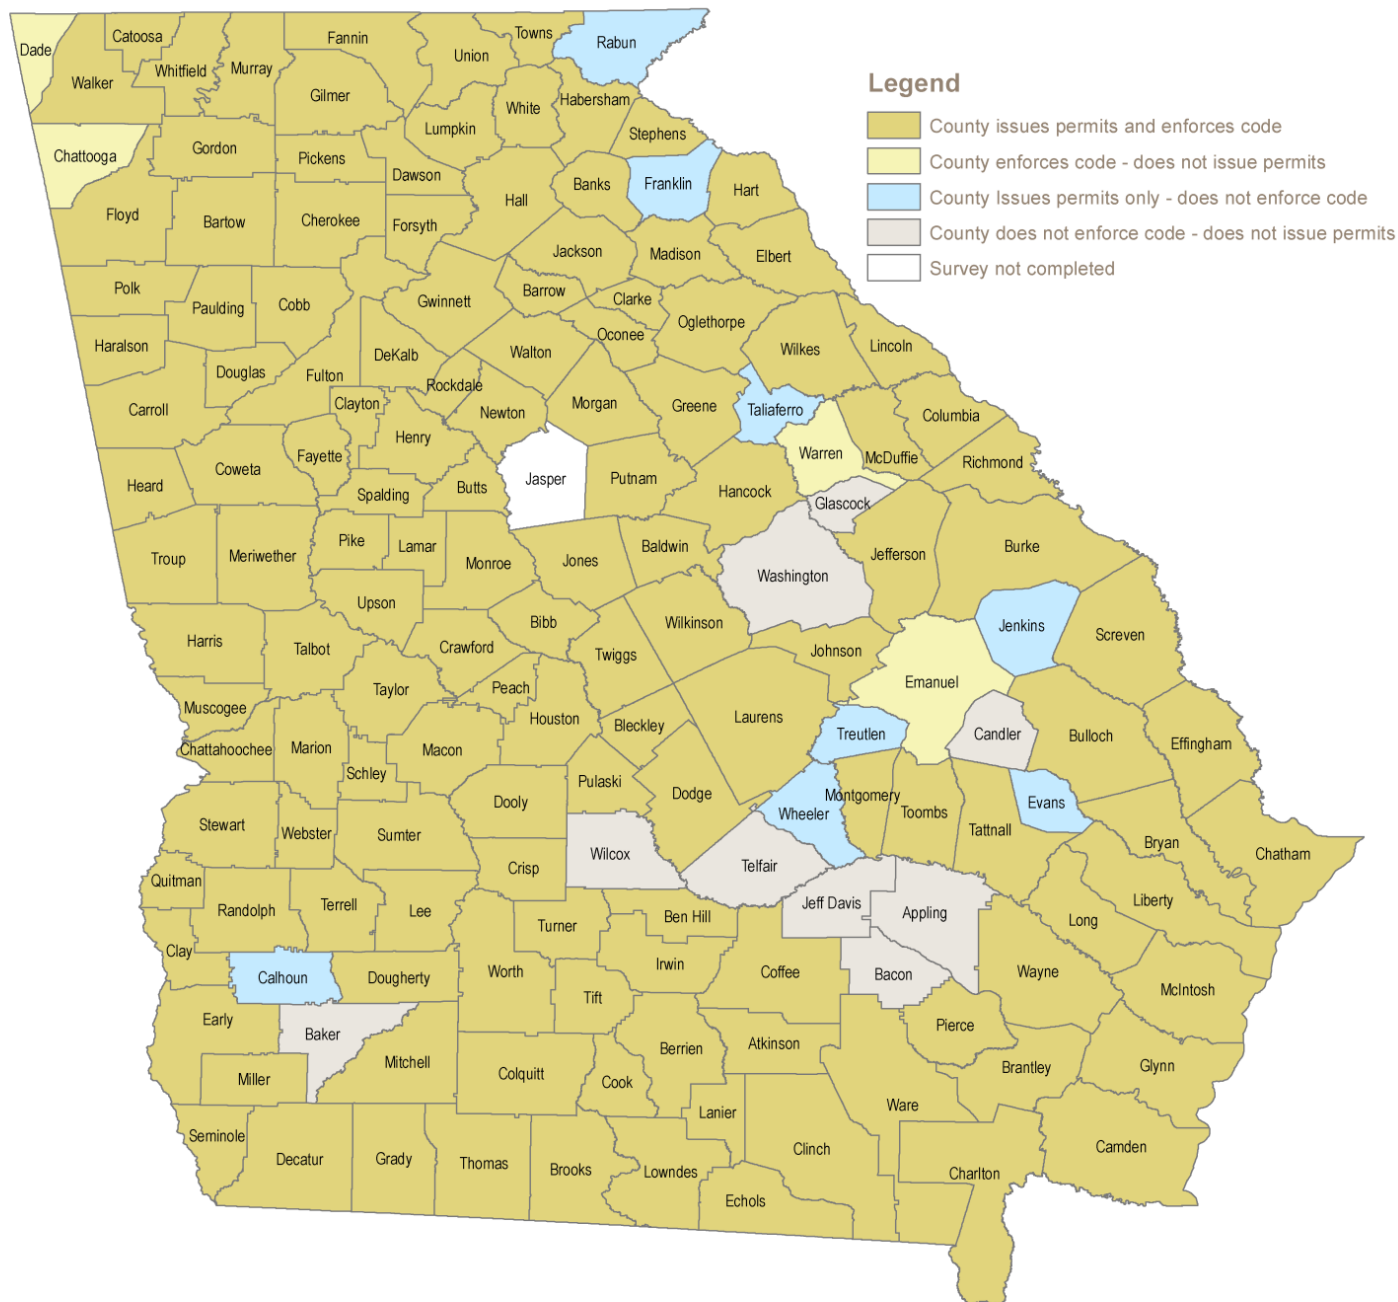 Legend
County issues permits and enforces code
County enforces code - does not issue permits
County Issues permits only - does not enforce code
County does not enforce code - does not issue permits
Survey not completed
Dade
Catoosa
Walker
Whitfield
Murray
Fannin
Gilmer
Union
Towns
Rabun
White
Habersham
Lumpkin
Stephens
Chattooga
Gordon
Pickens
Dawson
Hall
Banks
Franklin
Hart
Floyd
Bartow
Cherokee
Forsyth
Jackson
Madison
Elbert
Polk
Paulding
Cobb
Gwinnett
Barrow
Clarke
Oconee
Oglethorpe
Wilkes
Lincoln
Haralson
Douglas
Fulton
DeKalb
Rockdale
Walton
Newton
Morgan
Greene
Taliaferro
Columbia
Carroll
Clayton
Henry
Warren
McDuffie
Richmond
Heard
Coweta
Fayette
Spalding
Butts
Jasper
Putnam
Hancock
Glascock
Troup
Meriwether
Pike
Lamar
Monroe
Jones
Baldwin
Washington
Jefferson
Burke
Upson
Bibb
Wilkinson
Jenkins
Screven
Harris
Talbot
Crawford
Twiggs
Johnson
Emanuel
Taylor
Peach
Houston
Bleckley
Laurens
Treutlen
Candler
Bulloch
Effingham
Muscogee
Chattahoochee
Marion
Schley
Macon
Pulaski
Dodge
Wheeler
Montgomery
Toombs
Tattnall
Evans
Bryan
Chatham
Stewart
Webster
Sumter
Dooly
Crisp
Wilcox
Telfair
Jeff Davis
Appling
Long
Liberty
Quitman
Randolph
Terrell
Lee
Turner
Ben Hill
Irwin
Coffee
Bacon
Wayne
McIntosh
Clay
Calhoun
Dougherty
Worth
Tift
Early
Baker
Mitchell
Miller
Colquitt
Cook
Berrien
Atkinson
Pierce
Brantley
Glynn
Lanier
Ware
Seminole
Decatur
Grady
Thomas
Brooks
Lowndes
Echols
Clinch
Charlton
Camden